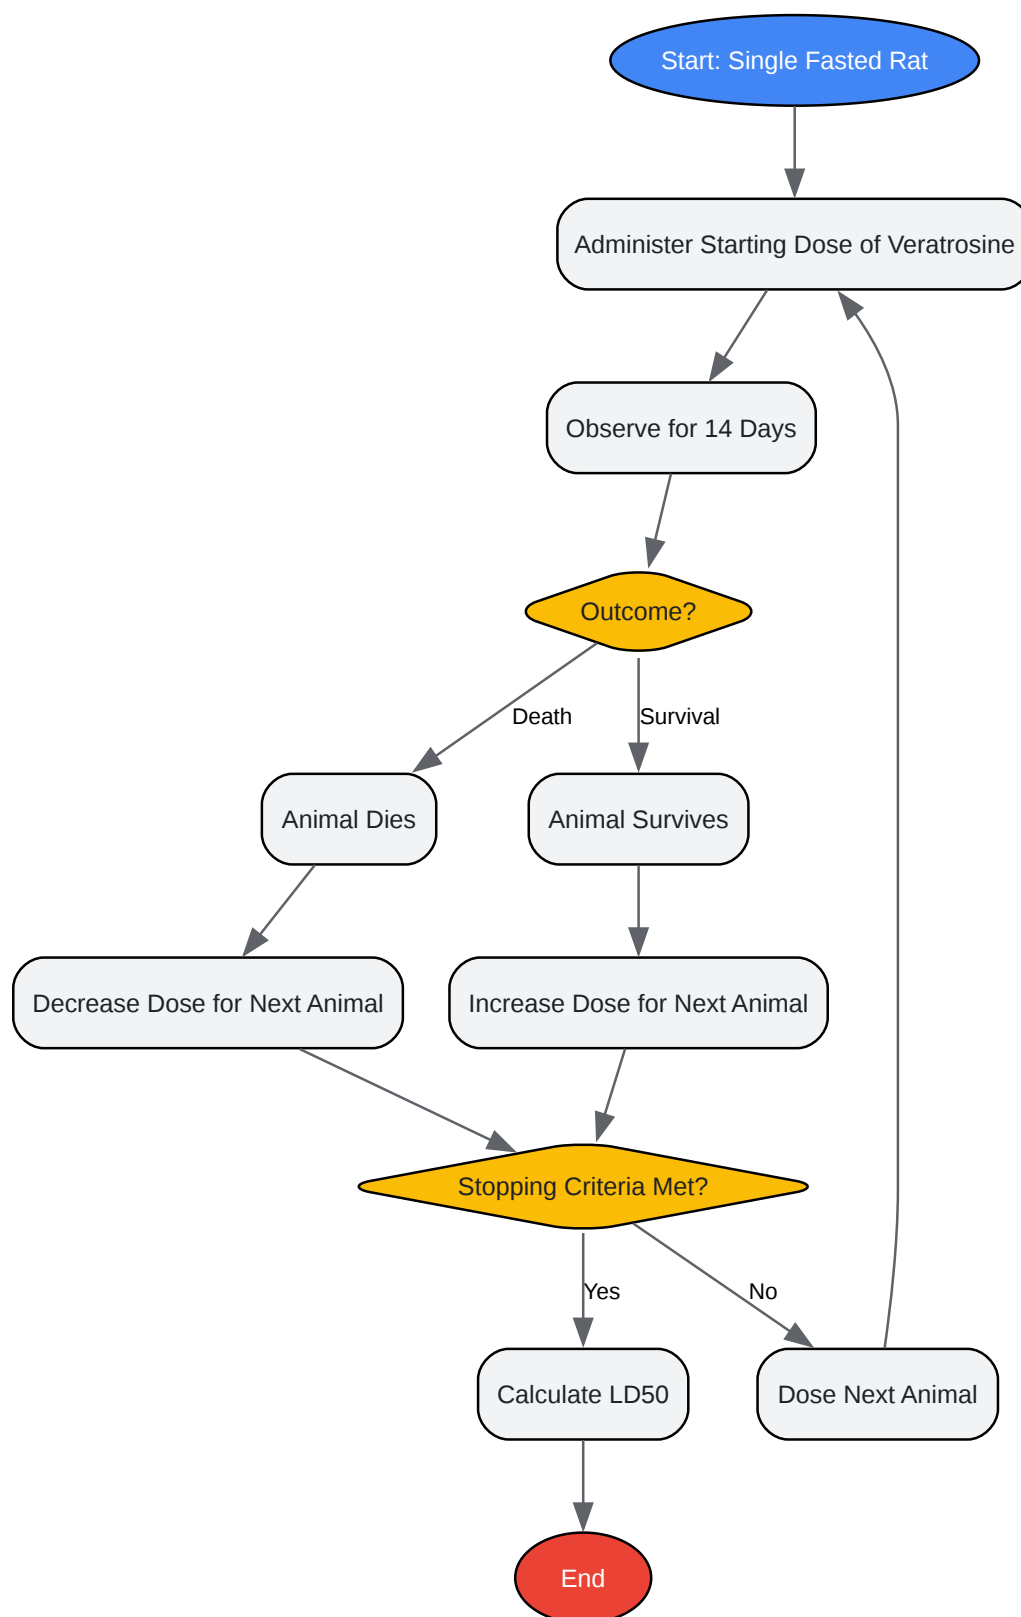 Start: Single Fasted Rat
Administer Starting Dose of Veratrosine
Observe for 14 Days
Outcome?
Death
Survival
Animal Dies
Animal Survives
Decrease Dose for Next Animal
Increase Dose for Next Animal
Stopping Criteria Met?
Yes
No
Calculate LD50
Dose Next Animal
End